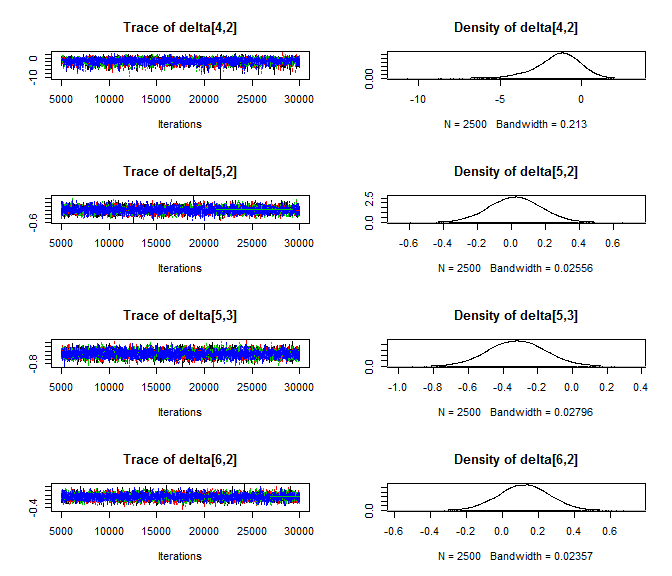 Trace of delta[4,2]
-10 0
5000 10000 15000 20000 25000 30000
Iterations
Density of delta[4,2]
0.00
-10 -5 0
N = 2500 Bandwidth = 0.213
Trace of delta[5,2]
-0.6
5000 10000 15000 20000 25000 30000
Iterations
Density of delta[5,2]
0.0 2.5
-0.6 -0.4 -0.2 0.0 0.2 0.4 0.6
N = 2500 Bandwidth = 0.02556
Trace of delta[5,3]
-0.8
5000 10000 15000 20000 25000 30000
Iterations
Density of delta[5,3]
0.0
-1.0 -0.8 -0.6 -0.4 -0.2 0.0 0.2 0.4
N = 2500 Bandwidth = 0.02796
Trace of delta[6,2]
-0.4
5000 10000 15000 20000 25000 30000
Iterations
Density of delta[6,2]
0.0
-0.6 -0.4 -0.2 0.0 0.2 0.4 0.6
N = 2500 Bandwidth = 0.02357